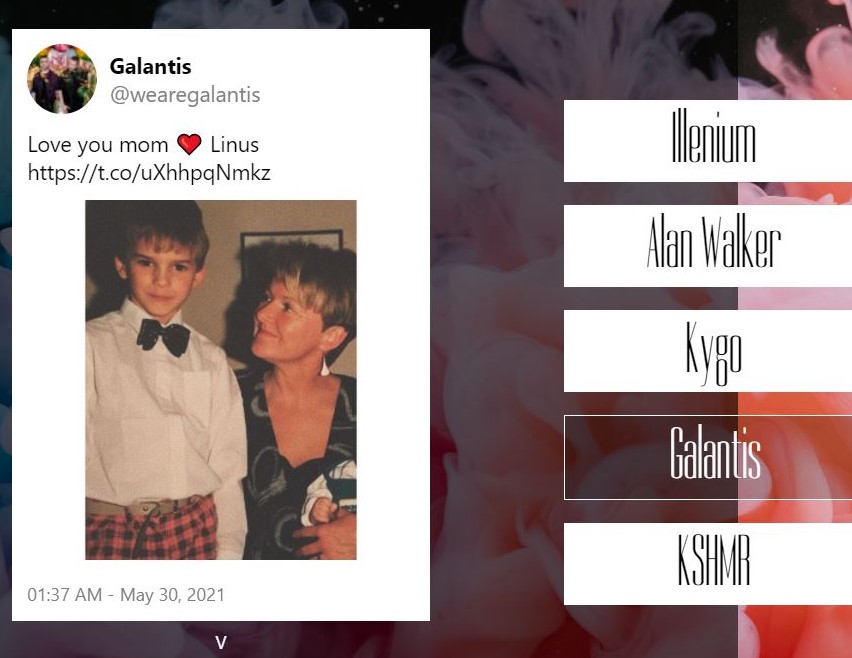 Galantis
@wearegalantis
Love you mom ❤️ Linus
https://t.co/uXhhpqNmkz
01:37 AM - May 30, 2021
v
Illenium
Alan Walker
Kygo
Galantis
KSHMR